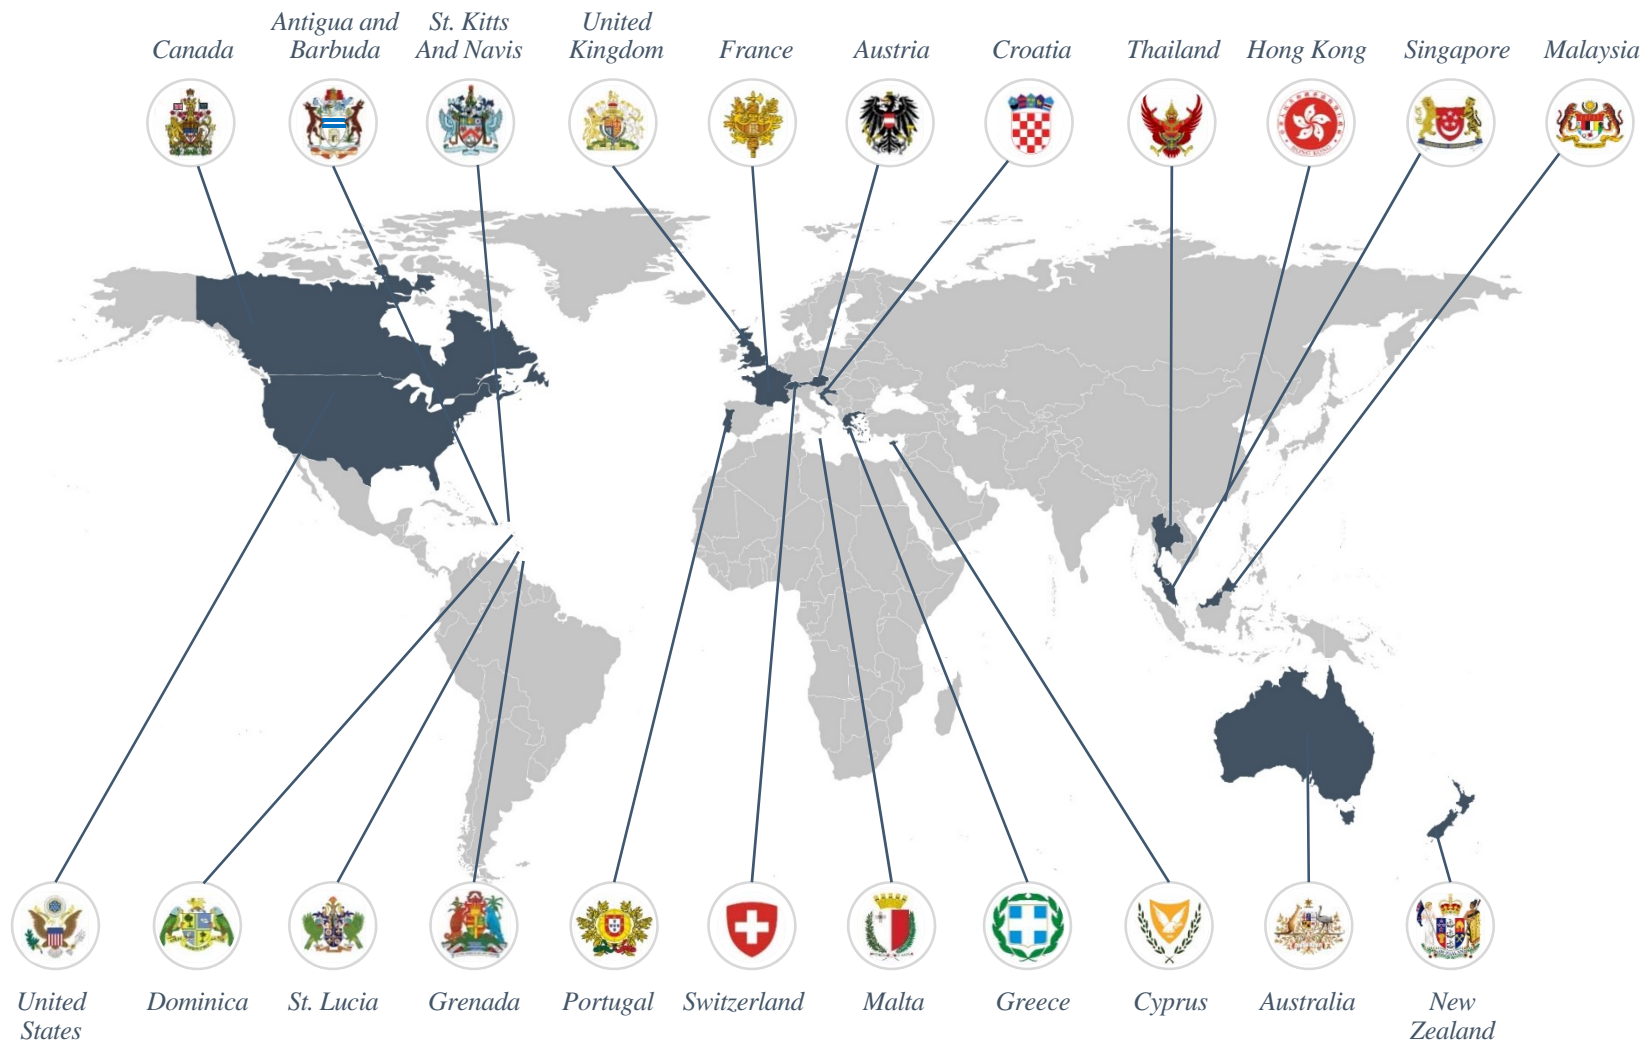 Canada
Antigua and
Barbuda
St. Kitts
And Navis
United
Kingdom
France
Austria
Croatia
Thailand
Hong Kong
Singapore
Malaysia
United
States
Dominica
St. Lucia
Grenada
Portugal
Switzerland
Malta
Greece
Cyprus
Australia
New
Zealand